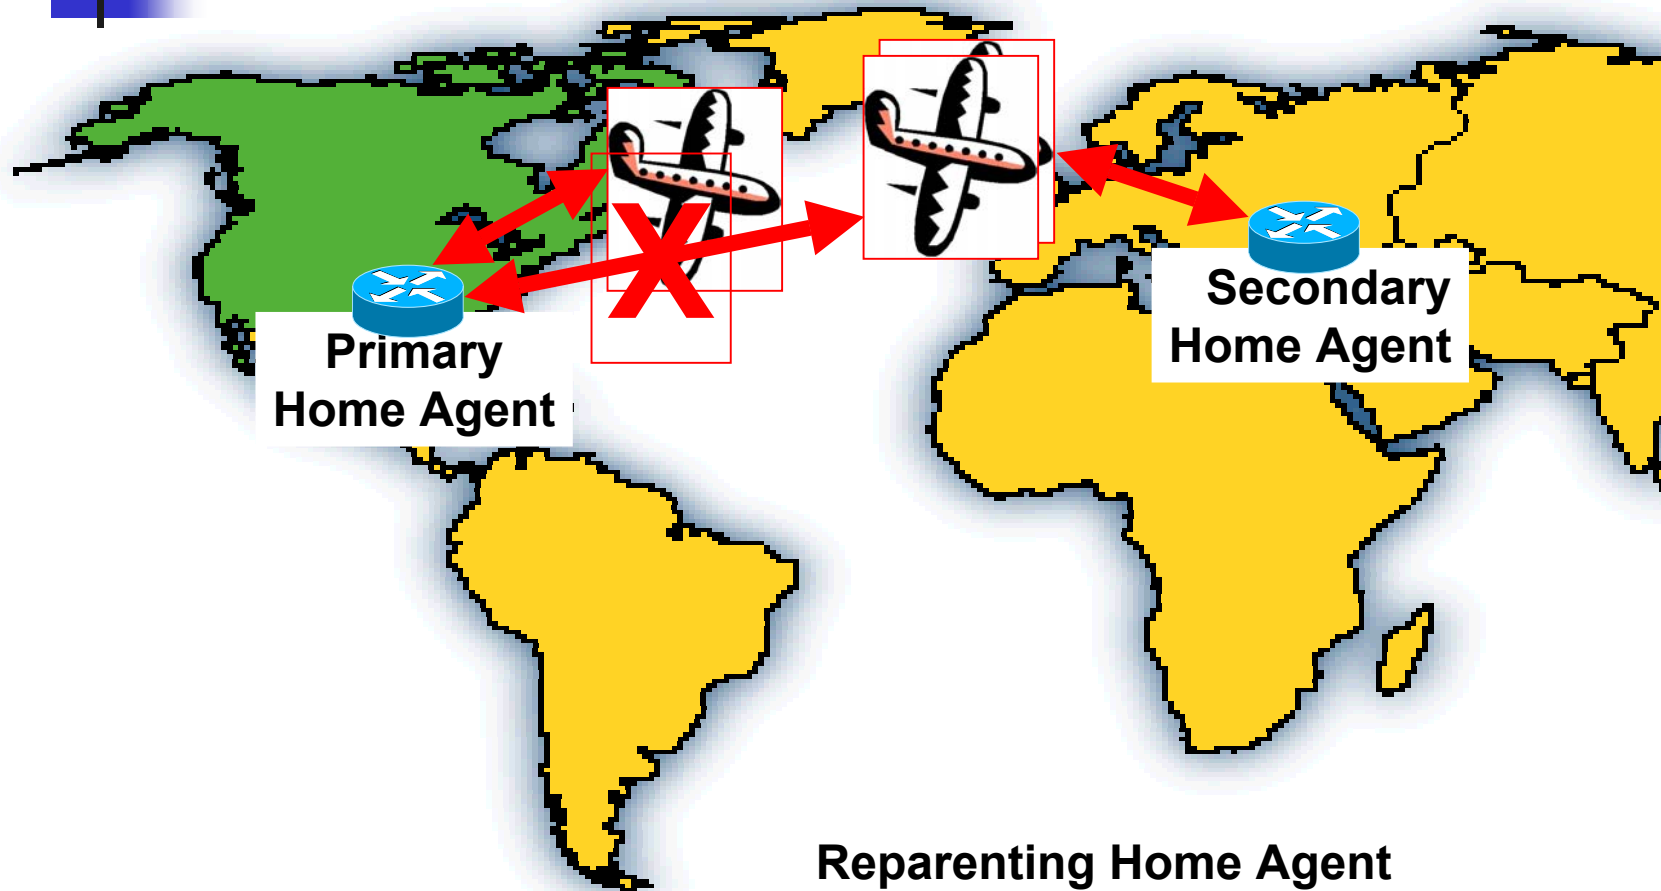 X
Primary
Home Agent
Secondary
Home Agent
Reparenting Home Agent